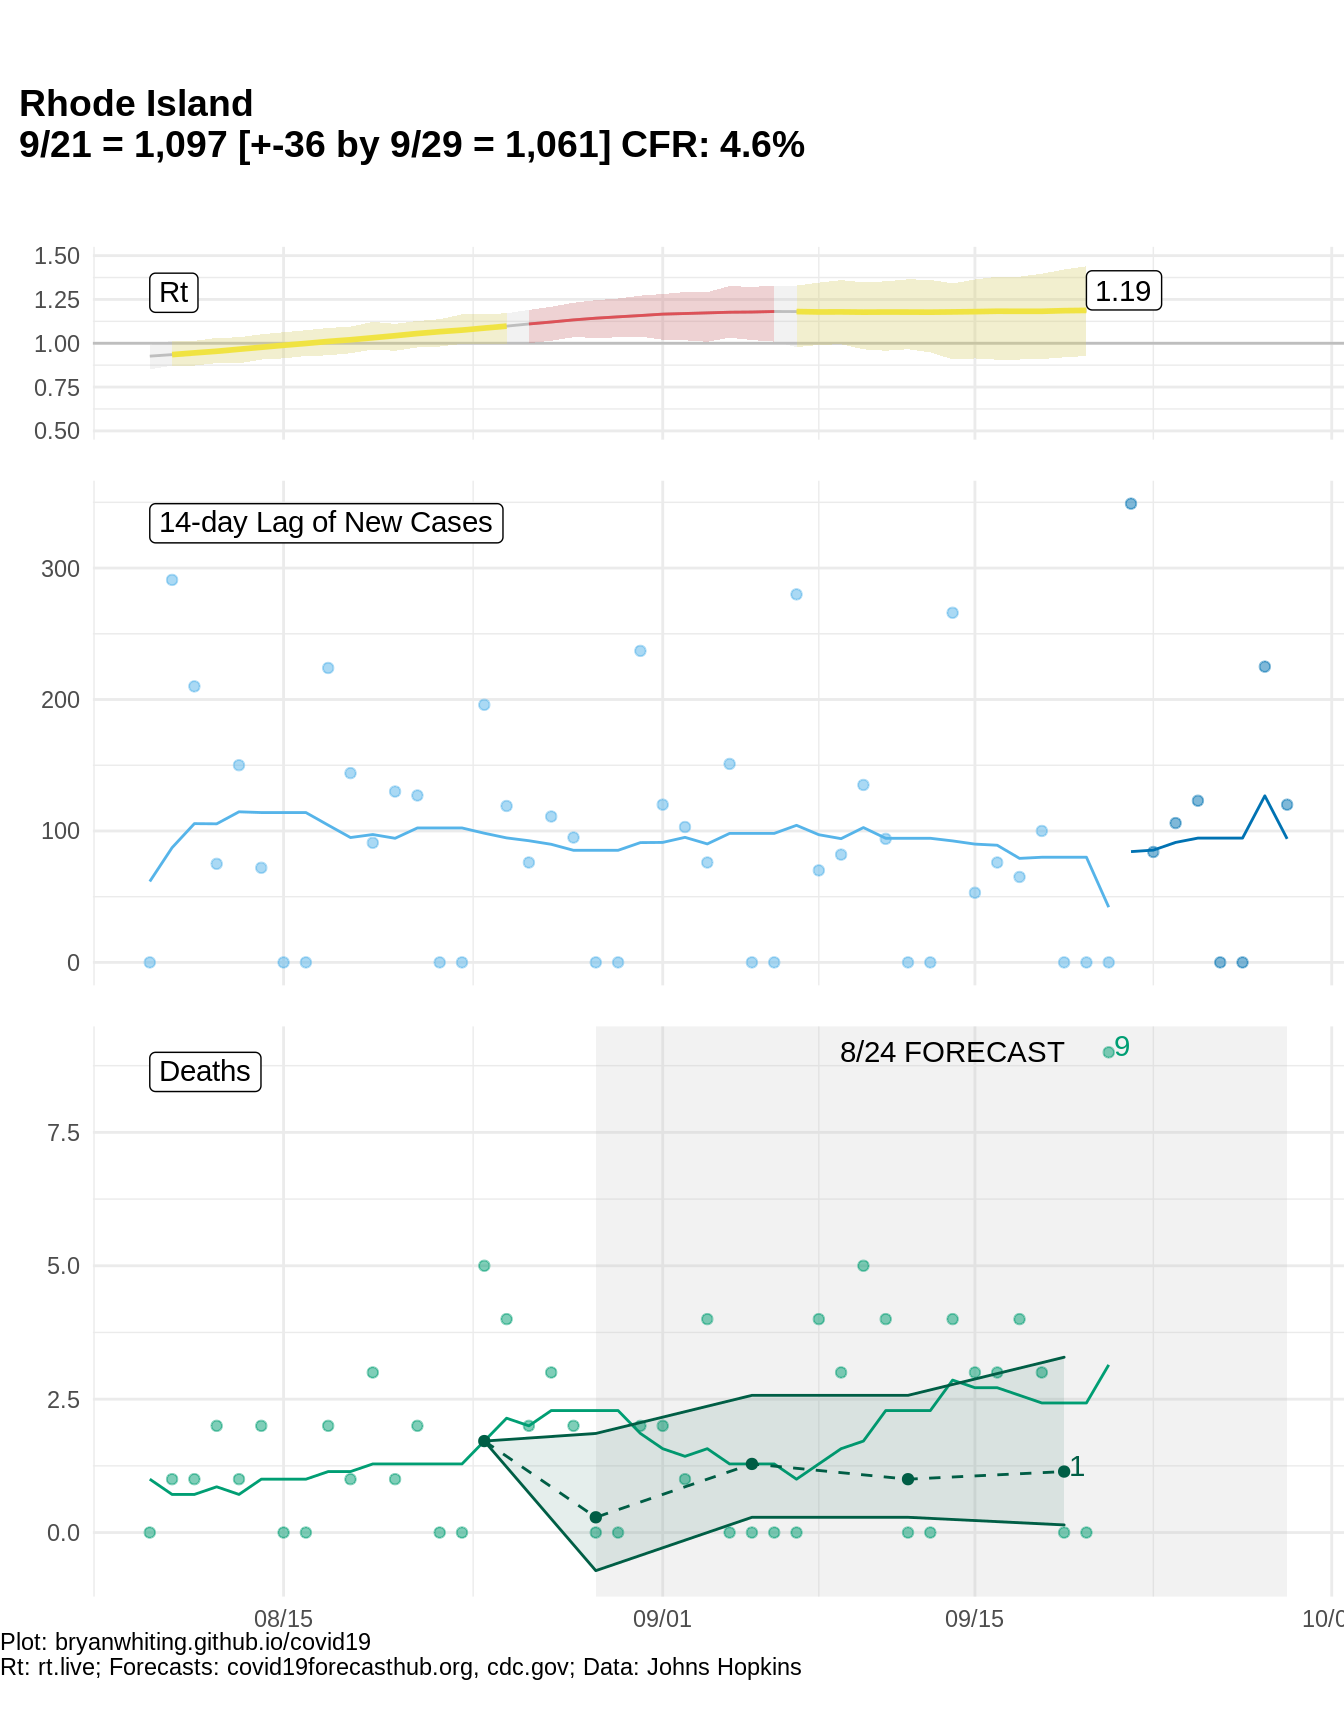 Rhode Island
9/21 = 1,097 [+-36 by 9/29 = 1,061] CFR: 4.6%
1.50
1.25
1.00
0.75
0.50
Rt
1.19
14-day Lag of New Cases
300
200
100
0
8/24 FORECAST
9
Deaths
7.5
5.0
2.5
0.0
1
08/15
09/01
09/15
10/0
Plot: bryanwhiting.github.io/covid19
Rt: rt.live; Forecasts: covid19forecasthub.org, cdc.gov; Data: Johns Hopkins